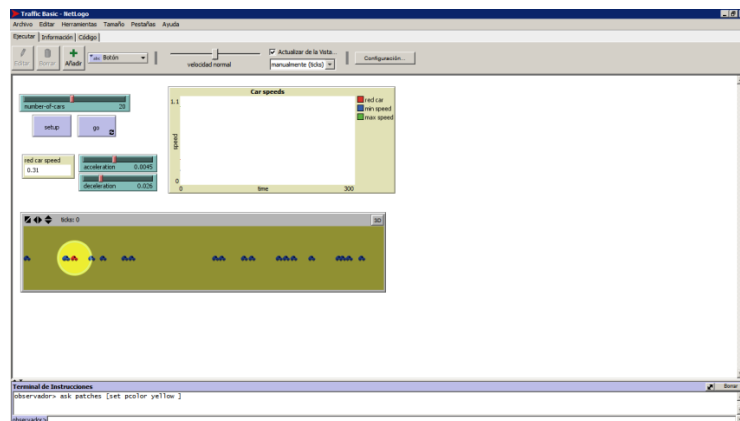 Traffic Basic - NetLogo
Archivo Editar Herramientas Tamaño Pestañas Ayuda
Ejecutar Información Código
Editar Borrar Añadir
abc Botón
velocidad normal
Actualizar de la Vista...
manualmente (ticks)
Configuración...
number-of-cars 20
setup go
red car speed
0.31
acceleration 0.0045
deceleration 0.026
Car speeds
1.1
speed
0
0 time 300
red car
min speed
max speed
ticks: 0
3D
Terminal de Instrucciones
Borrar
observador> ask patches [set pcolor yellow ]
observador>